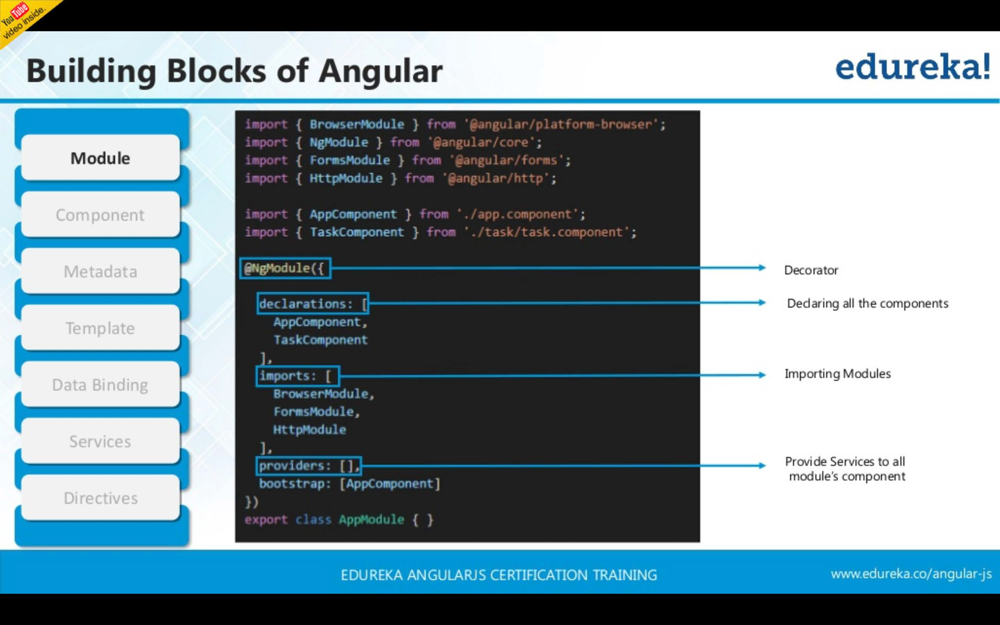 YouTube
video inside.
Building Blocks of Angular
edureka!
Module
Component
Metadata
Template
Data Binding
Services
Directives
import { BrowserModule } from '@angular/platform-browser';
import { NgModule } from '@angular/core';
import { FormsModule } from '@angular/forms';
import { HttpModule } from '@angular/http';
import { AppComponent } from './app.component';
import { TaskComponent } from './task/task.component';
@NgModule({
declarations: [
AppComponent,
TaskComponent
],
imports: [
BrowserModule,
FormsModule,
HttpModule
],
providers: [],
bootstrap: [AppComponent]
})
export class AppModule { }
Decorator
Declaring all the components
Importing Modules
Provide Services to all
module's component
EDUREKA ANGULARJS CERTIFICATION TRAINING
www.edureka.co/angular-js